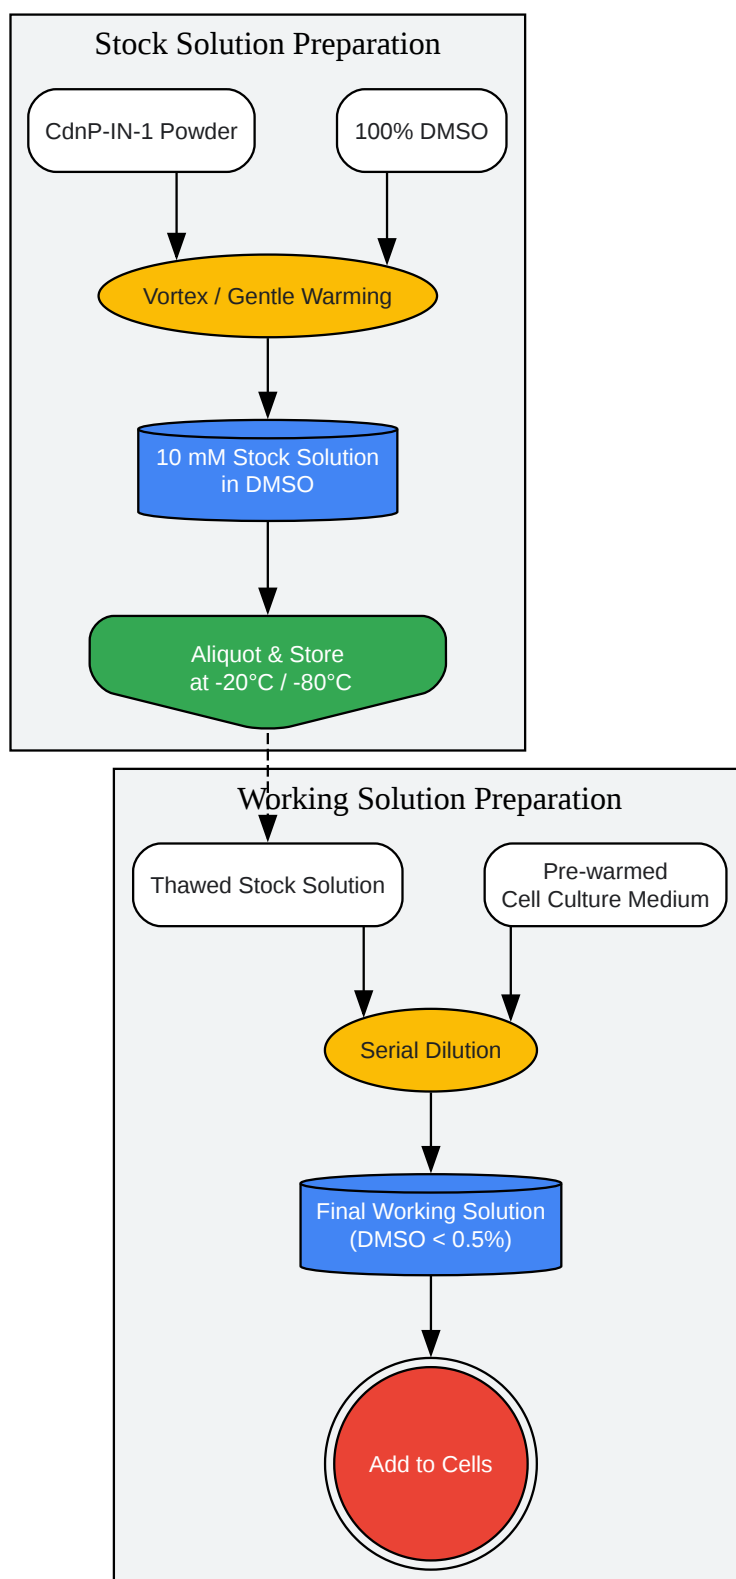 Stock Solution Preparation
CdnP-IN-1 Powder
100% DMSO
Vortex / Gentle Warming
10 mM Stock Solution
in DMSO
Aliquot & Store
at -20°C / -80°C
Working Solution Preparation
Thawed Stock Solution
Pre-warmed
Cell Culture Medium
Serial Dilution
Final Working Solution
(DMSO < 0.5%)
Add to Cells